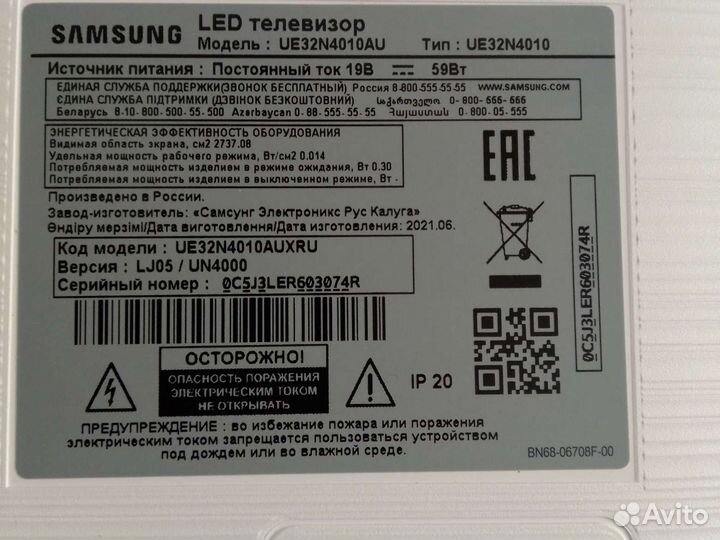 SAMSUNG
LED телевизор
Модель : UE32N4010AU Тип : UE32N4010
Источник питания : Постоянный ток 19В 59Вт
ЕДИНАЯ СЛУЖБА ПОДДЕРЖКИ(ЗВОНОК БЕСПЛАТНЫЙ) Россия 8-800-555-55-55 WWW.SAMSUNG.COM
ЄДИНА СЛУЖБА ПІДТРИМКИ (ДЗВІНОК БЕЗКОШТОВНИЙ) საქართველო 0- 800- 555- 555
Беларусь 8-10-800-500-55-500 Azərbaycan 0-88-555-55-55 Հայաստան 0-800-05-555
ЭНЕРГЕТИЧЕСКАЯ ЭФФЕКТИВНОСТЬ ОБОРУДОВАНИЯ
Видимая область экрана, см2 2737.08
Удельная мощность рабочего режима, Вт/см2 0.014
Потребляемая мощность изделием в режиме ожидания, Вт 0.30
Потребляемая мощность изделием в выключенном режиме, Вт -
EAC
Произведено в России.
Завод-изготовитель: «Самсунг Электроникс Рус Калуга»
Өндіру мерзімі/Дата виготовлення/Дата изготовления: 2021.06.
Код модели : UE32N4010AUXRU
Версия : LJ05 / UN4000
Серийный номер : 0C5J3LER603074R
0C5J3LER603074R
ОСТОРОЖНО!
ОПАСНОСТЬ ПОРАЖЕНИЯ
ЭЛЕКТРИЧЕСКИМ ТОКОМ
НЕ ОТКРЫВАТЬ
IP 20
ПРЕДУПРЕЖДЕНИЕ : во избежание пожара или поражения
электрическим током запрещается пользоваться устройством
под дождем или во влажной среде.
BN68-06708F-00
Avito